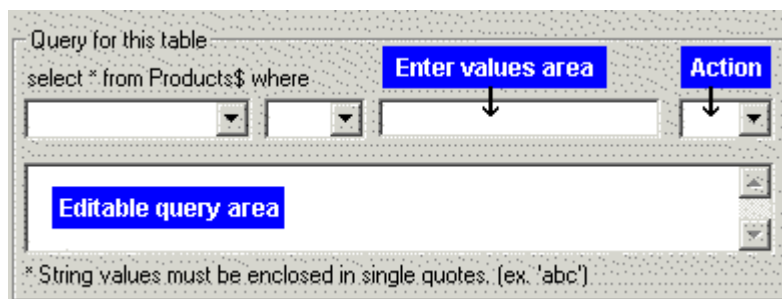 Query for this table
select * from Products$ where
Enter values area
Action
Editable query area
* String values must be enclosed in single quotes. (ex. 'abc')